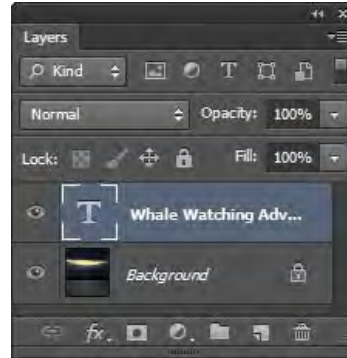 Layers
Kind
Normal Opacity: 100%
Lock: Fill: 100%
T Whale Watching Adv...
Background
fx.